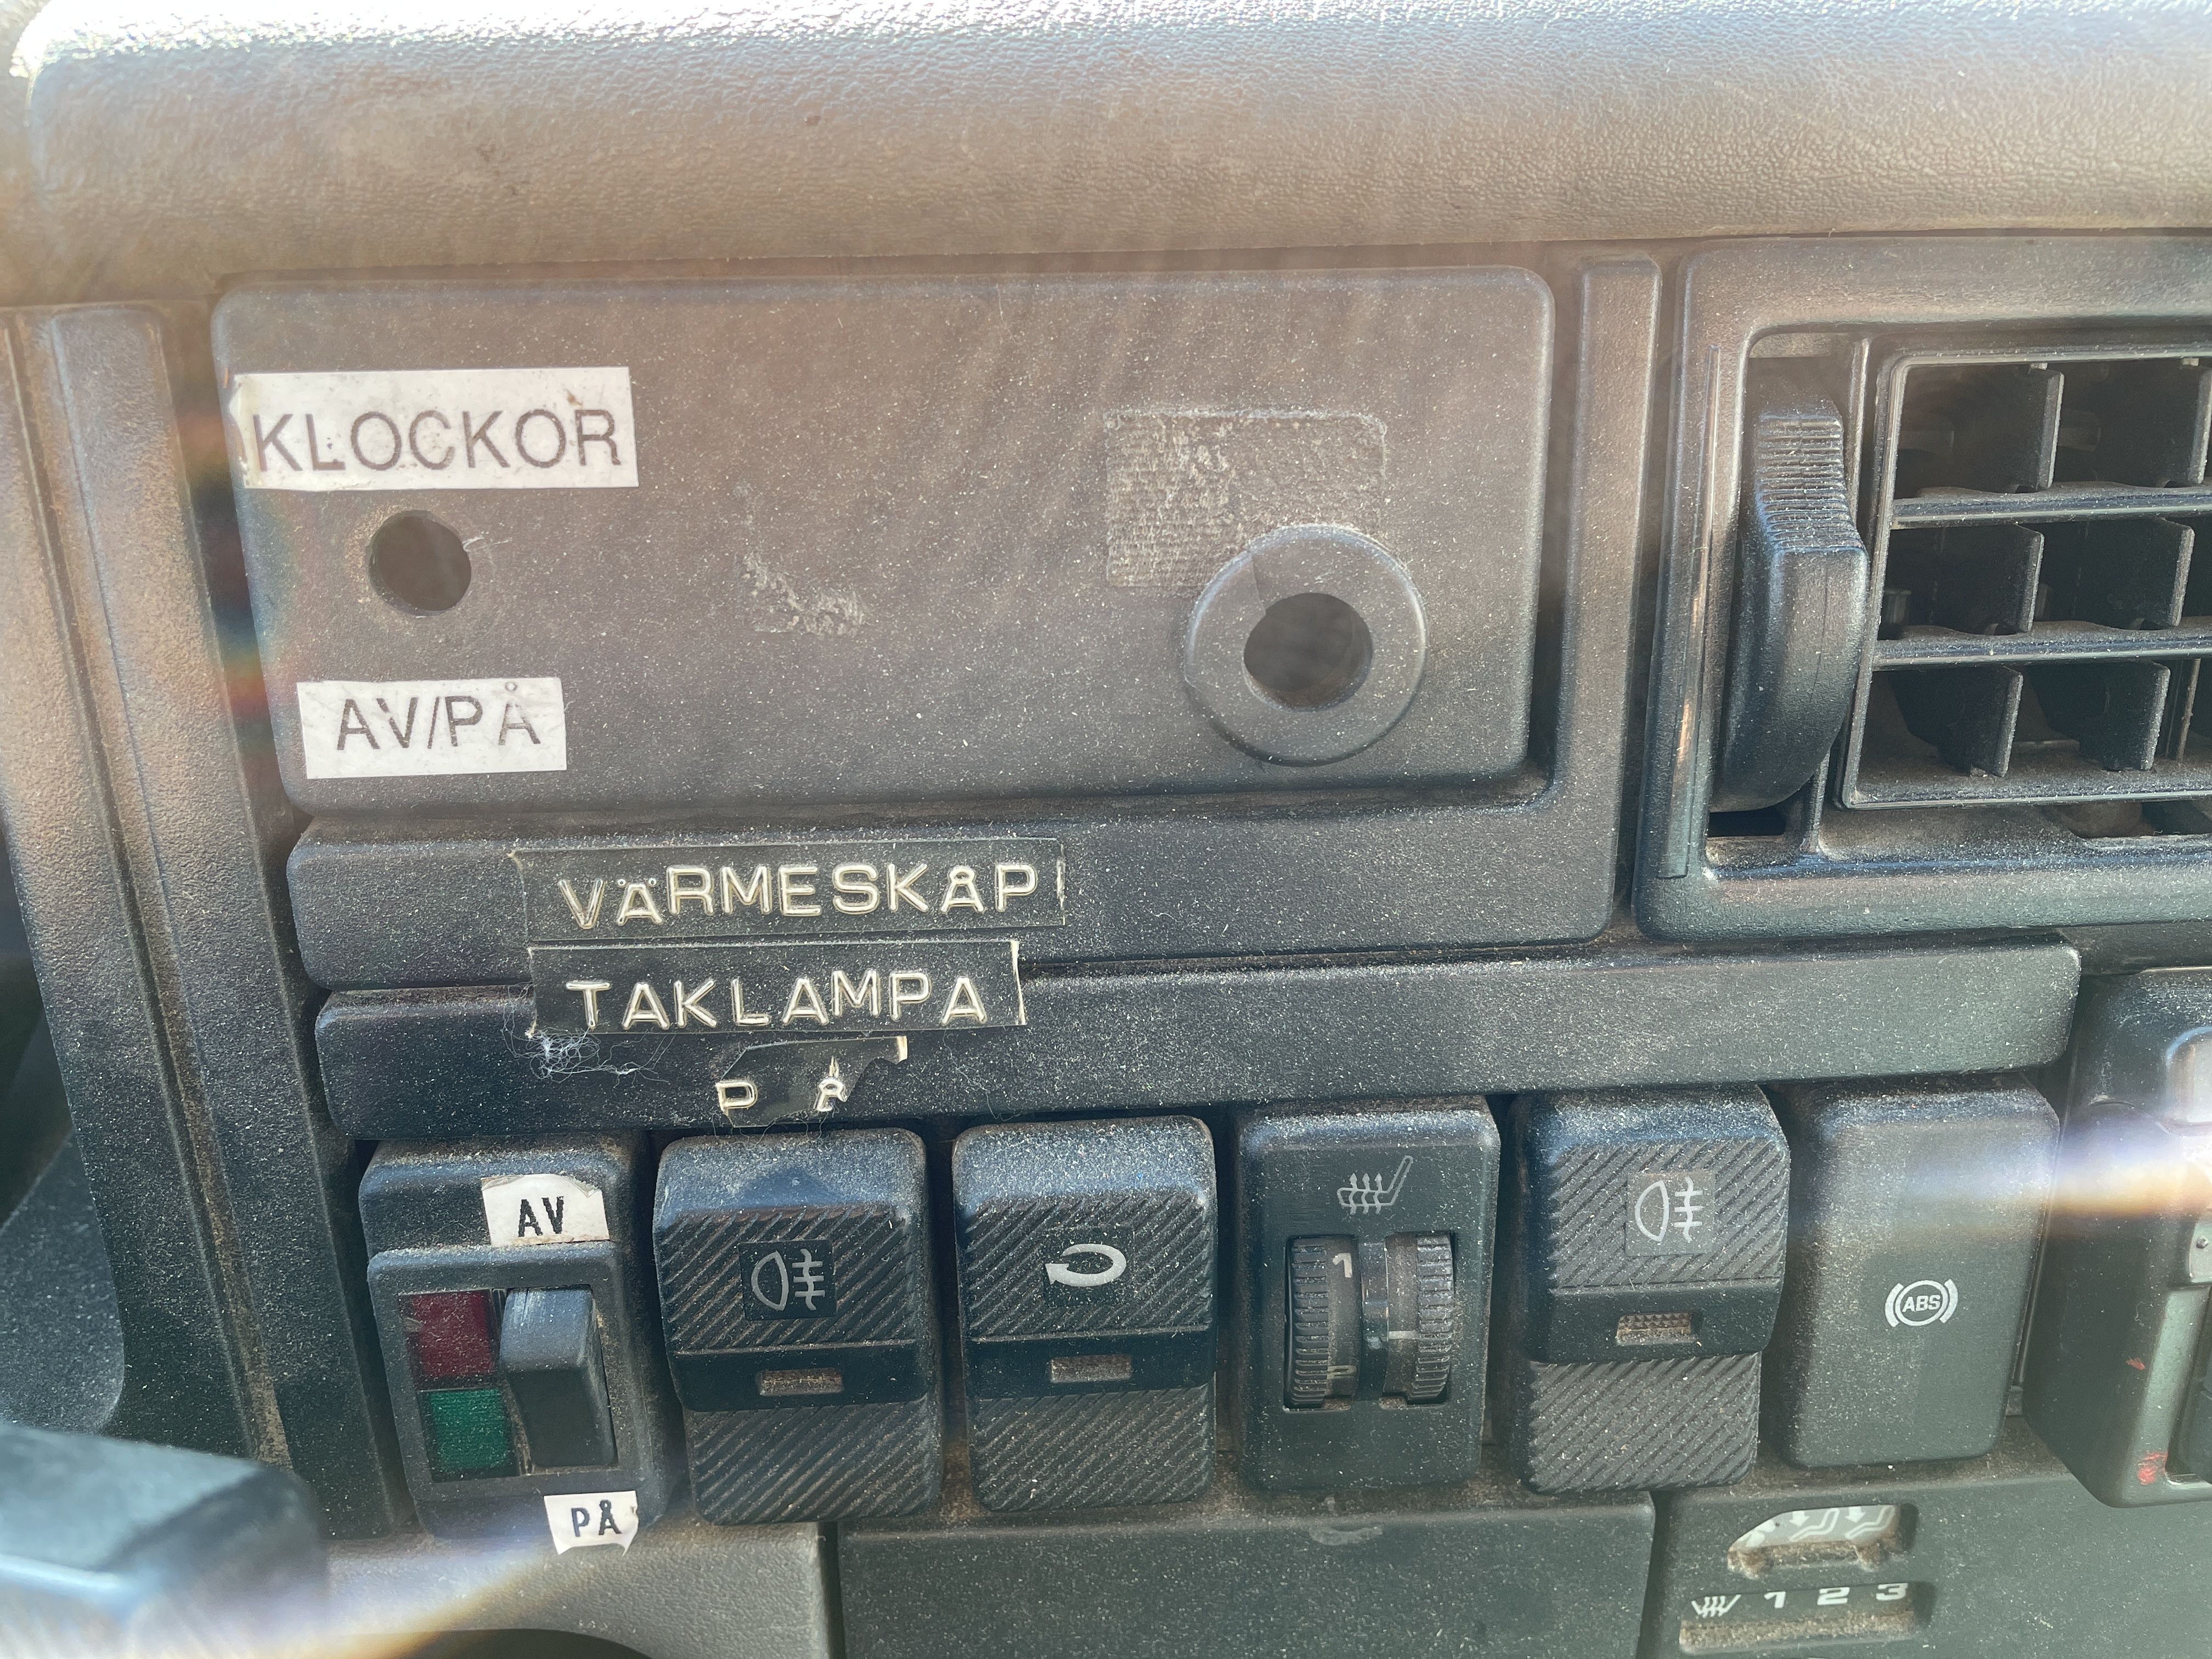 KLOCKOR
AV/PÅ
VÄRMESKÅP
TAKLAMPA
PÅ
AV
1
ABS
PÅ
1 2 3